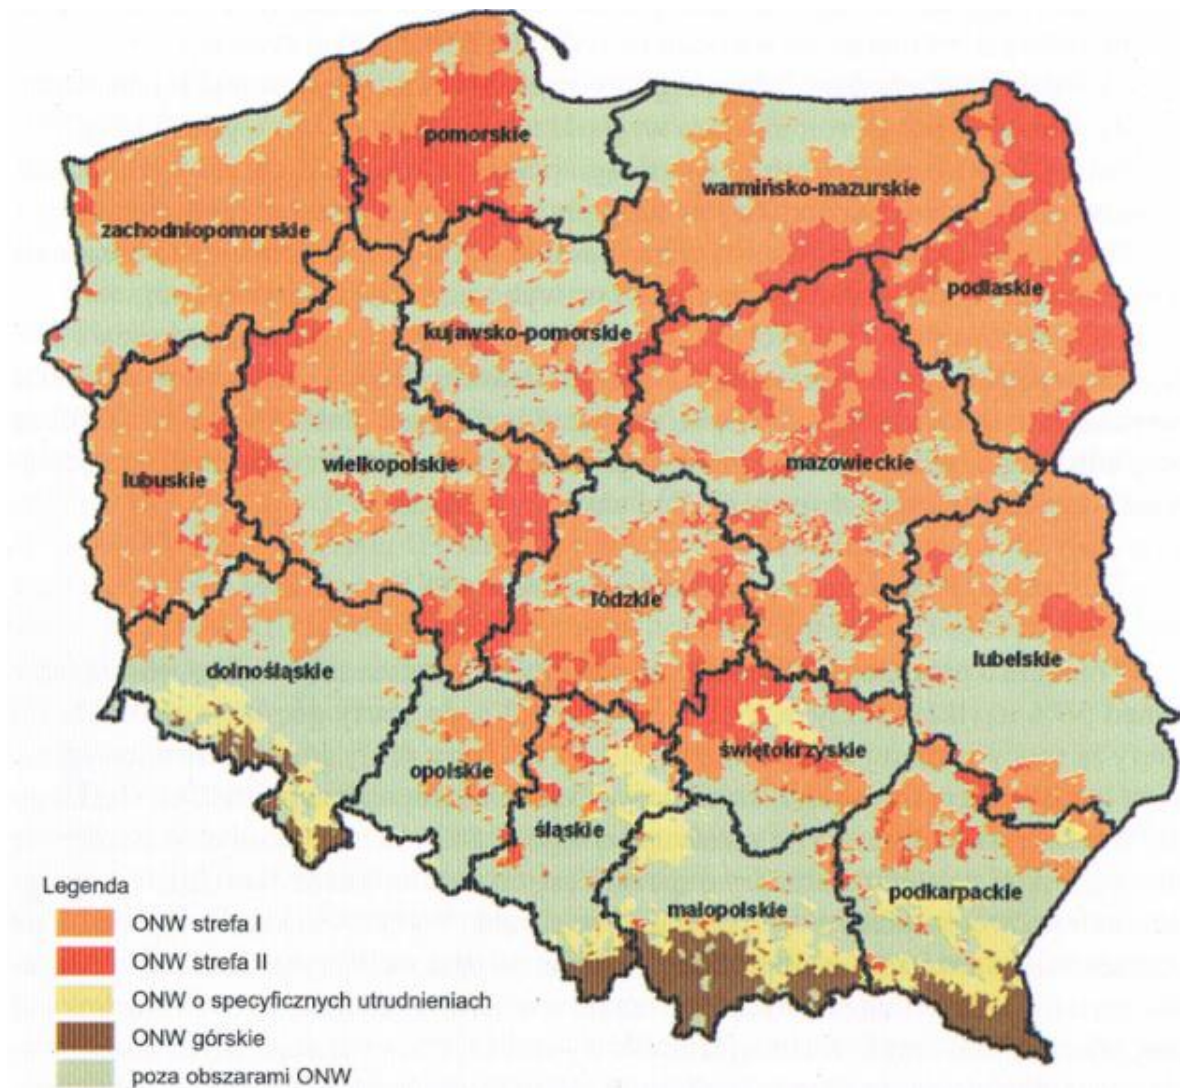 pomorskie
warmińsko-mazurskie
zachodniopomorskie
podlaskie
kujawsko-pomorskie
wielkopolskie
mazowieckie
lubuskie
łódzkie
lubelskie
dolnośląskie
świętokrzyskie
opolskie
śląskie
podkarpackie
małopolskie
Legenda
ONW strefa I
ONW strefa II
ONW o specyficznych utrudnieniach
ONW górskie
poza obszarami ONW